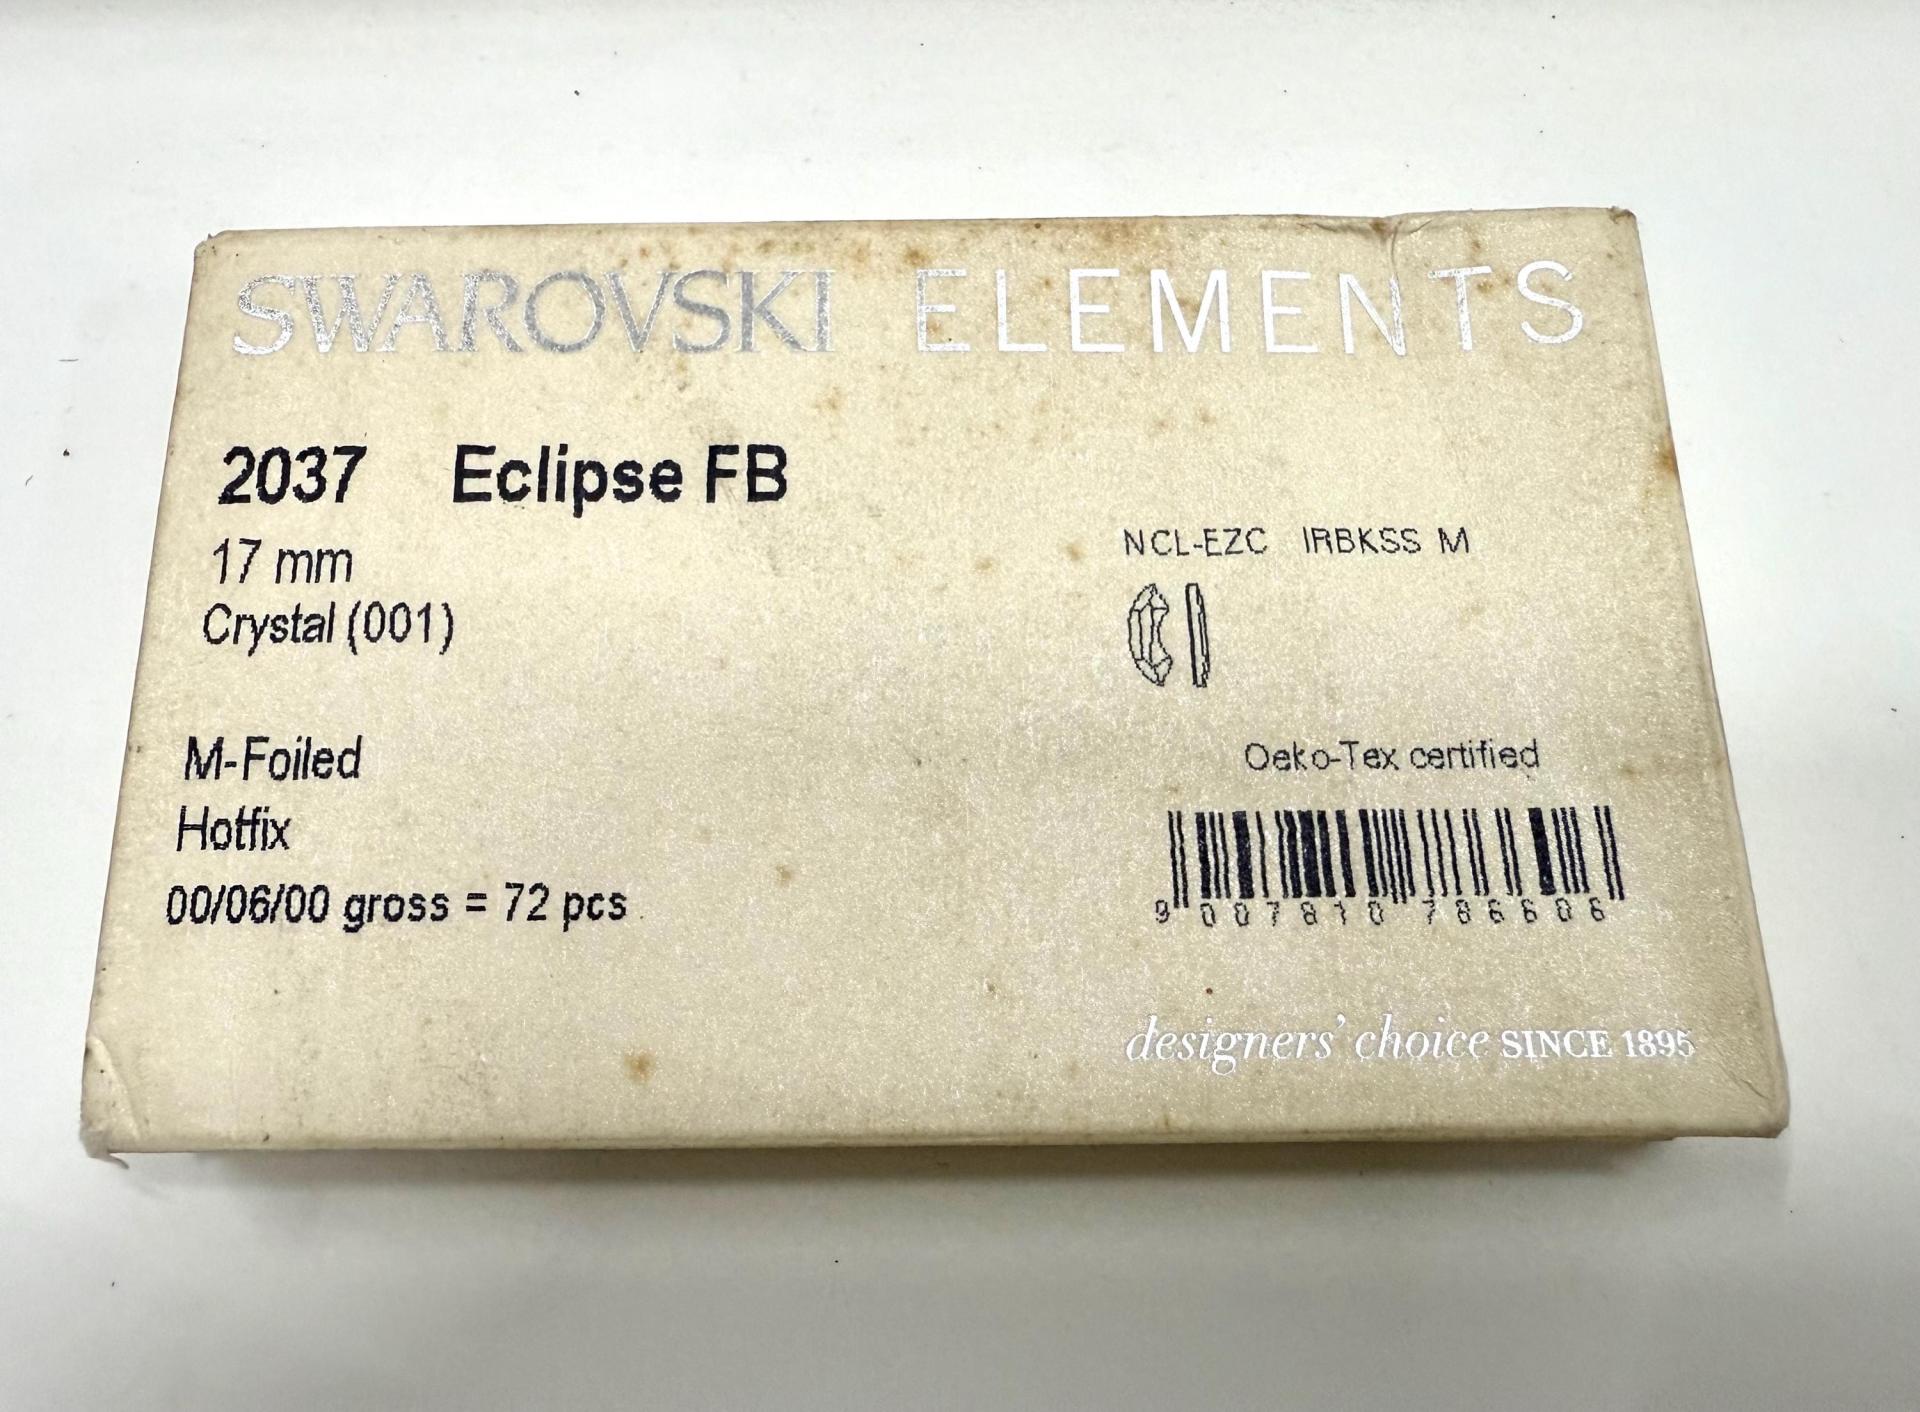 SWAROVSKI ELEMENTS
2037 Eclipse FB
17 mm
Crystal (001)
NCL-EZC IRBKSS M
M-Foiled
Hotfix
00/06/00 gross = 72 pcs
Oeko-Tex certified
9 007810 786606
designers' choice SINCE 1895